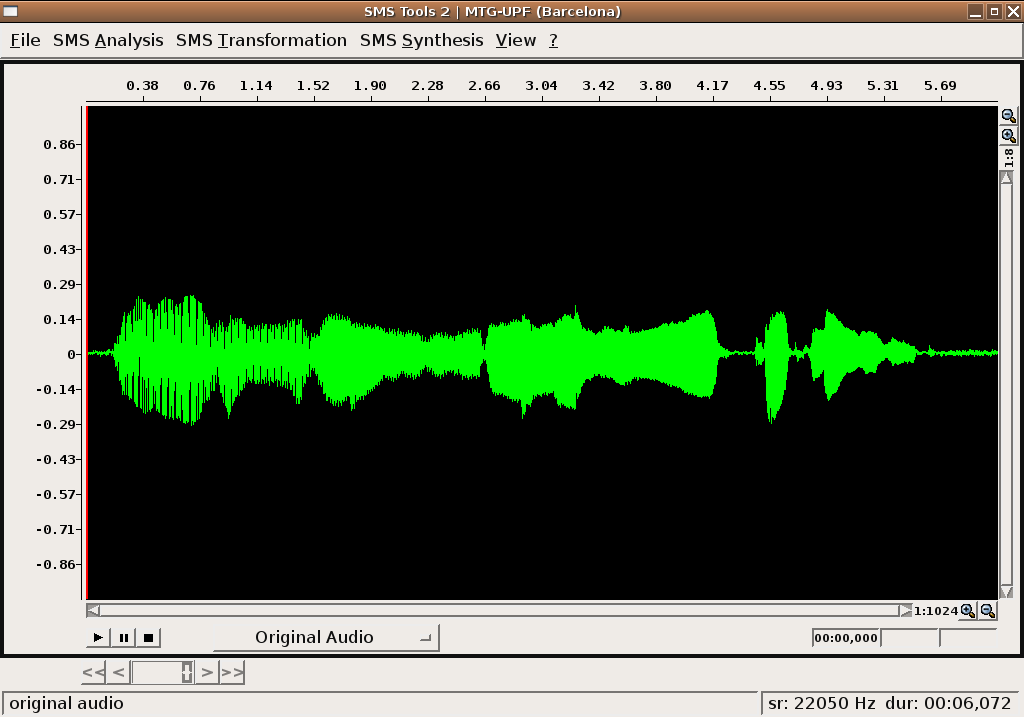 SMS Tools 2 | MTG-UPF (Barcelona)
File SMS Analysis SMS Transformation SMS Synthesis View ?
0.38 0.76 1.14 1.52 1.90 2.28 2.66 3.04 3.42 3.80 4.17 4.55 4.93 5.31 5.69
0.86
0.71
0.57
0.43
0.29
0.14
0
-0.14
-0.29
-0.43
-0.57
-0.71
-0.86
1:8
1:1024
Original Audio
00:00,000
<< < > >>
original audio
sr: 22050 Hz dur: 00:06,072